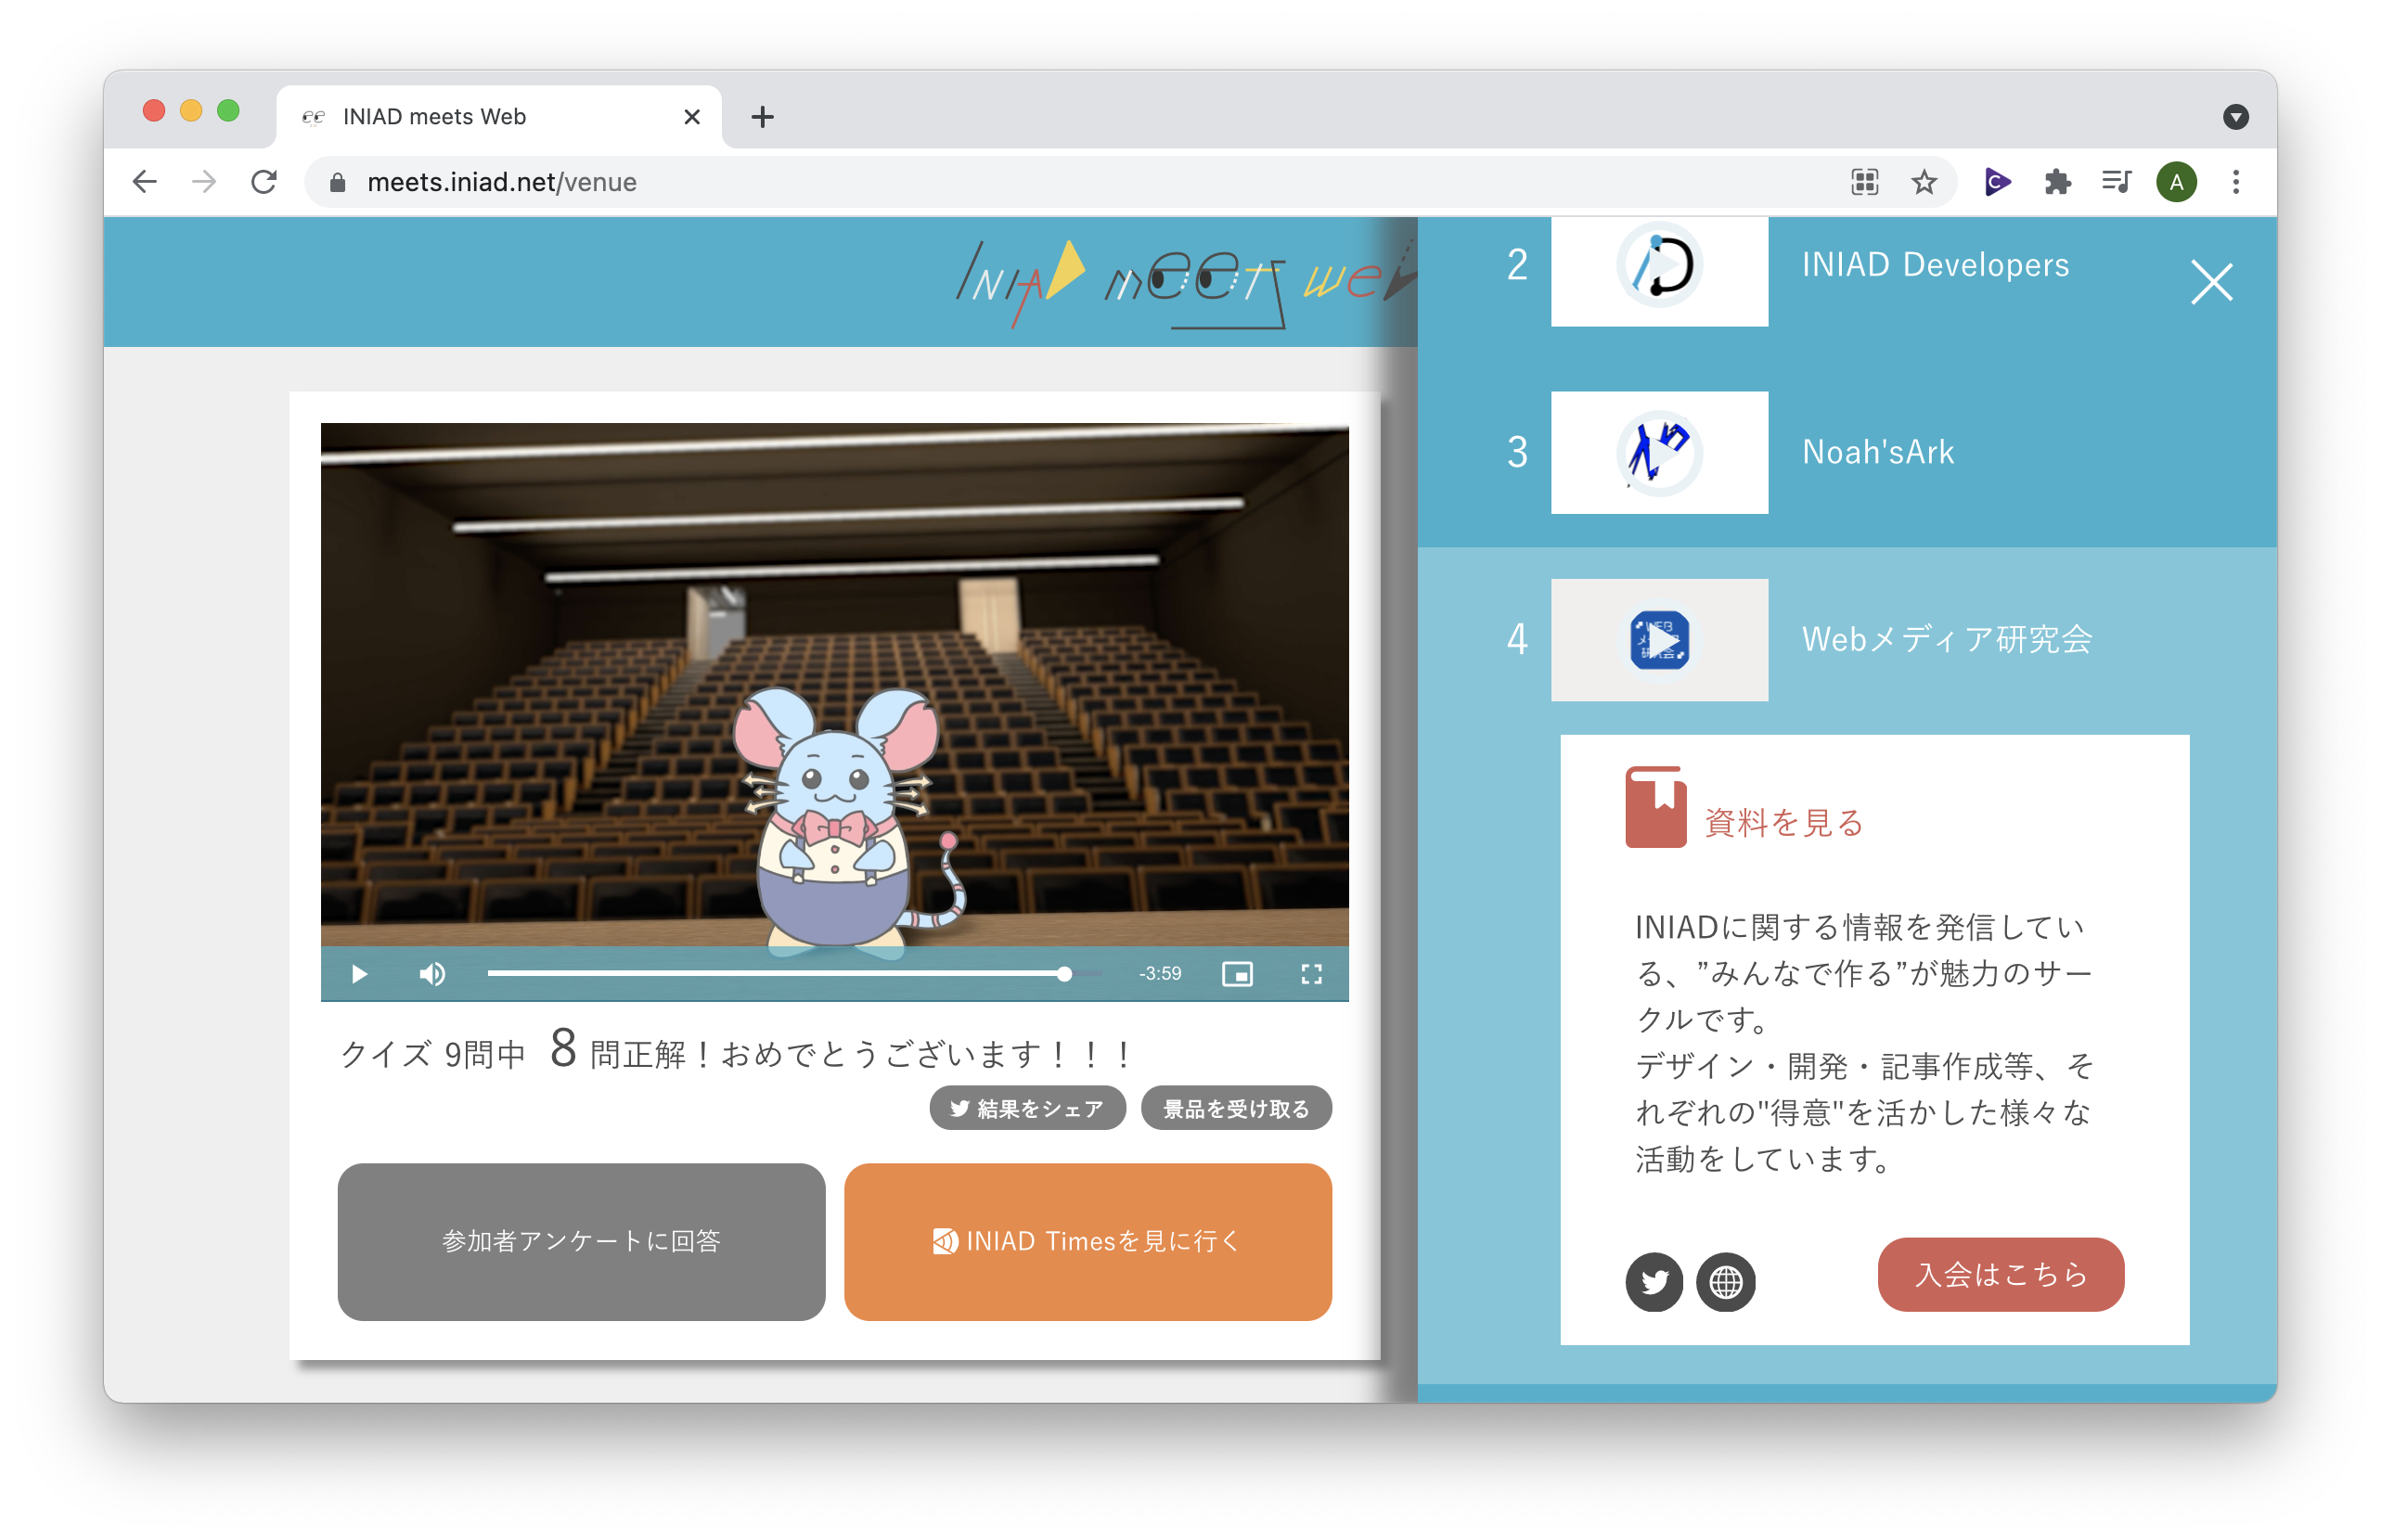 INIAD meets Web
meets.iniad.net/venue
A
INIAD meets web
-3:59
クイズ 9問中 8 問正解！おめでとうございます！！！
結果をシェア
景品を受け取る
参加者アンケートに回答
INIAD Timesを見に行く
2
INIAD Developers
3
Noah'sArk
4
WEB
研究会
Webメディア研究会
資料を見る
INIADに関する情報を発信してい
る、”みんなで作る”が魅力のサー
クルです。
デザイン・開発・記事作成等、そ
れぞれの"得意"を活かした様々な
活動をしています。
入会はこちら